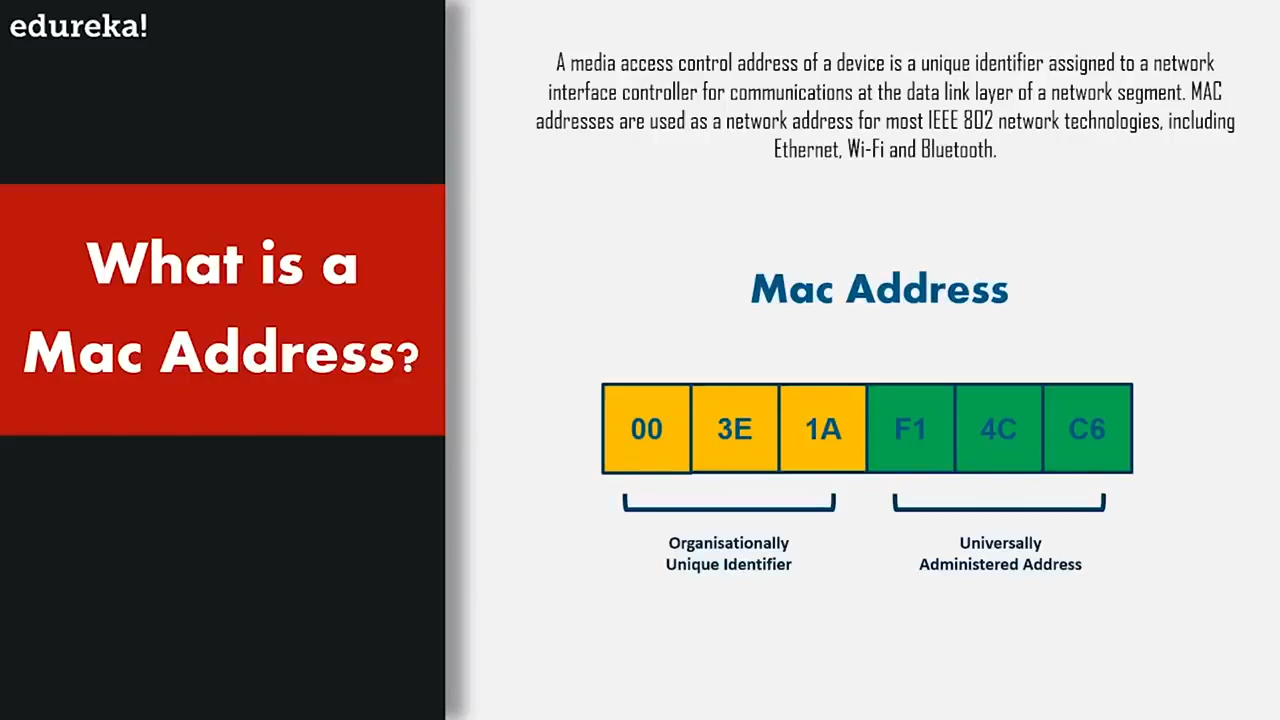 edureka!
What is a
Mac Address?
A media access control address of a device is a unique identifier assigned to a network
interface controller for communications at the data link layer of a network segment. MAC
addresses are used as a network address for most IEEE 802 network technologies, including
Ethernet, Wi-Fi and Bluetooth.
Mac Address
00 3E 1A F1 4C C6
Organisationally
Unique Identifier
Universally
Administered Address